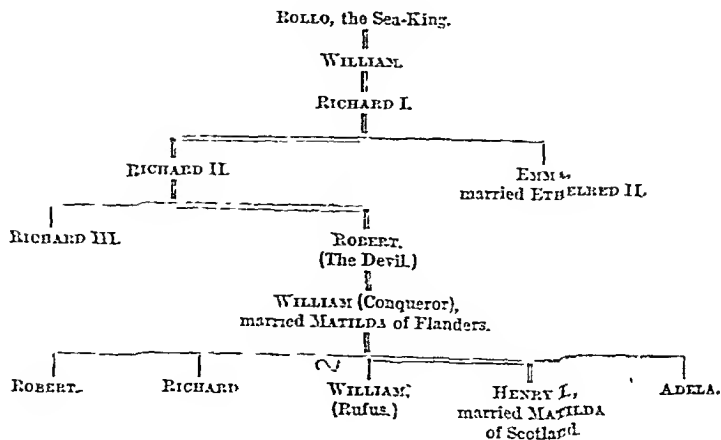 ROLLO, the Sea-King.
WILLIAM.
RICHARD I.
RICHARD II.
EMMA,
married ETHELRED II.
RICHARD III.
ROBERT.
(The Devil.)
WILLIAM (Conqueror),
married MATILDA of Flanders.
ROBERT.
RICHARD
WILLIAM,
(Rufus.)
HENRY I.,
married MATILDA
of Scotland.
ADELA.